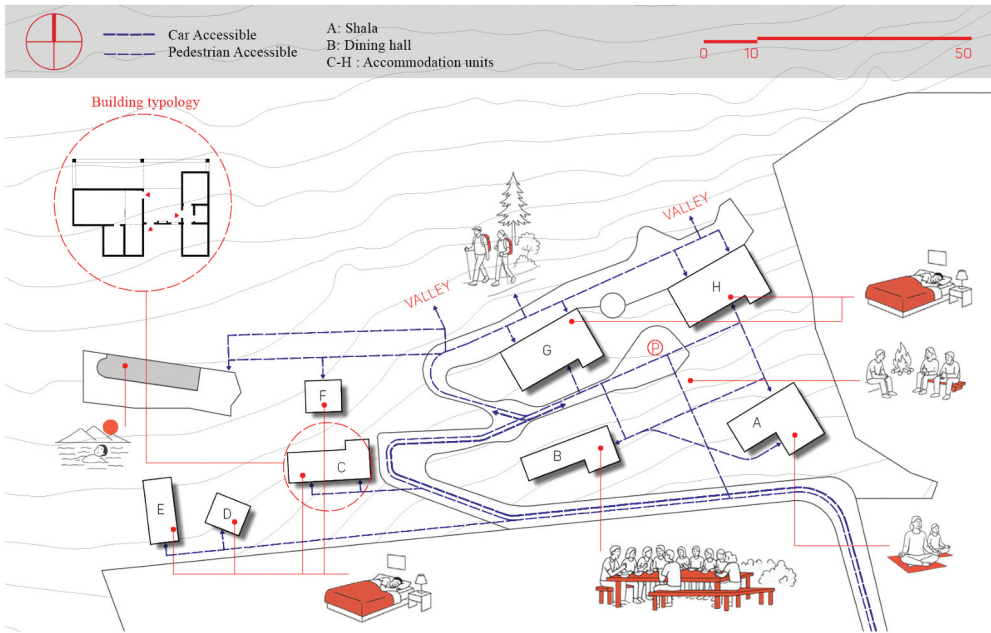 Car Accessible
Pedestrian Accessible
A: Shala
B: Dining hall
C-H : Accommodation units
0 10 50
Building typology
VALLEY
VALLEY
H
G
P
F
A
B
C
E
D